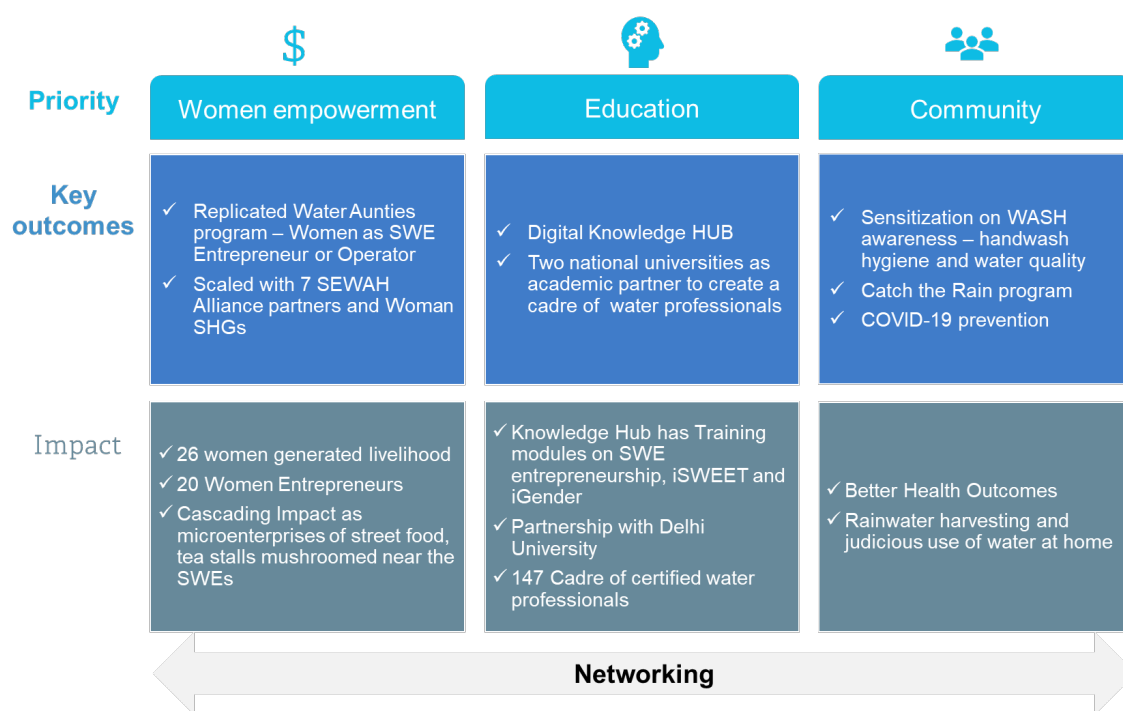 $
Priority
Women empowerment
Education
Community
Key
outcomes
✓ Replicated Water Aunties
program – Women as SWE
Entrepreneur or Operator
✓ Scaled with 7 SEWAH
Alliance partners and Woman
SHGs
✓ Digital Knowledge HUB
✓ Two national universities as
academic partner to create a
cadre of water professionals
✓ Sensitization on WASH
awareness – handwash
hygiene and water quality
✓ Catch the Rain program
✓ COVID-19 prevention
Impact
✓ 26 women generated livelihood
✓ 20 Women Entrepreneurs
✓ Cascading Impact as
microenterprises of street food,
tea stalls mushroomed near the
SWEs
✓ Knowledge Hub has Training
modules on SWE
entrepreneurship, iSWEET and
iGender
✓ Partnership with Delhi
University
✓ 147 Cadre of certified water
professionals
✓ Better Health Outcomes
✓ Rainwater harvesting and
judicious use of water at home
Networking